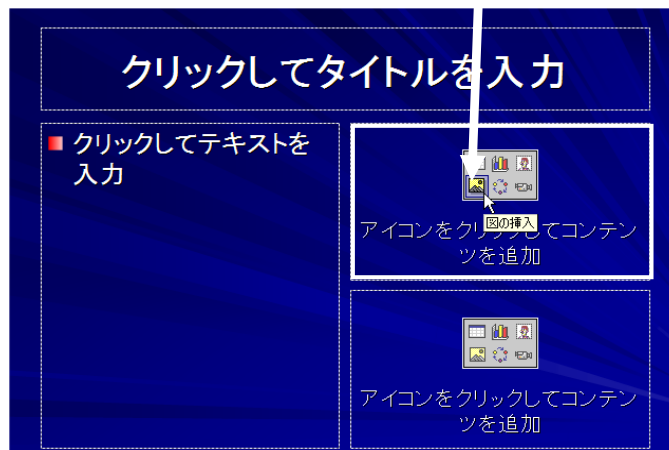 クリックしてタイトルを入力
クリックしてテキストを
入力
図の挿入
アイコンをクリックしてコンテン
ツを追加
アイコンをクリックしてコンテン
ツを追加